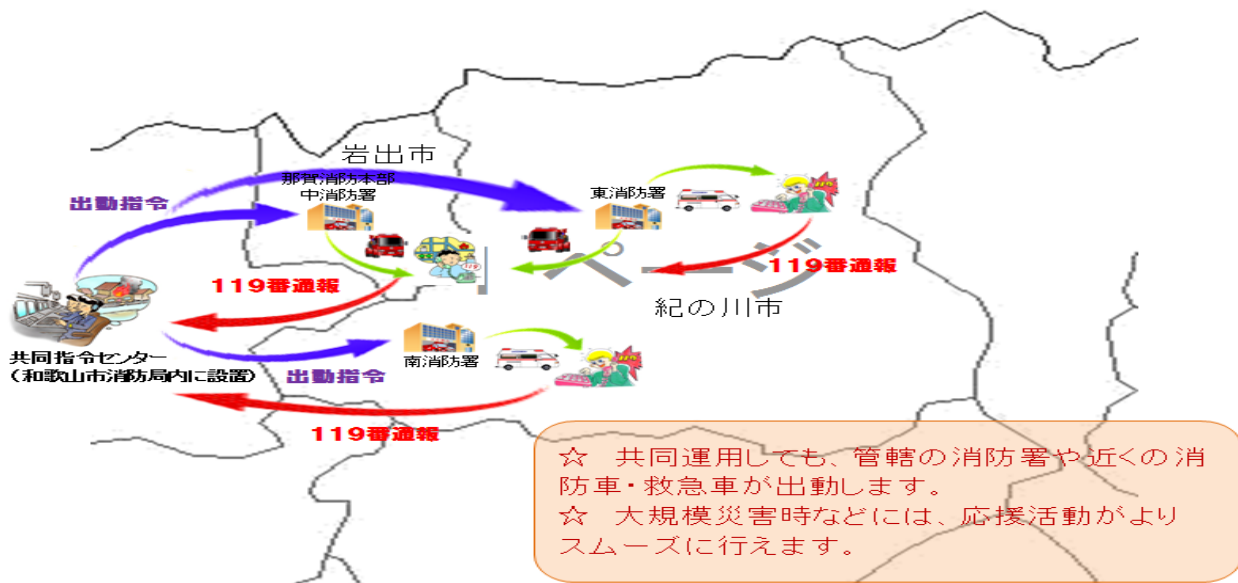 岩出市
那賀消防本部
中消防署
東消防署
出動指令
119番通報
ページ
119番通報
紀の川市
共同指令センター
(和歌山市消防局内に設置)
南消防署
出動指令
119番通報
☆ 共同運用しても、管轄の消防署や近くの消
防車・救急車が出動します。
☆ 大規模災害時などには、応援活動がより
スムーズに行えます。